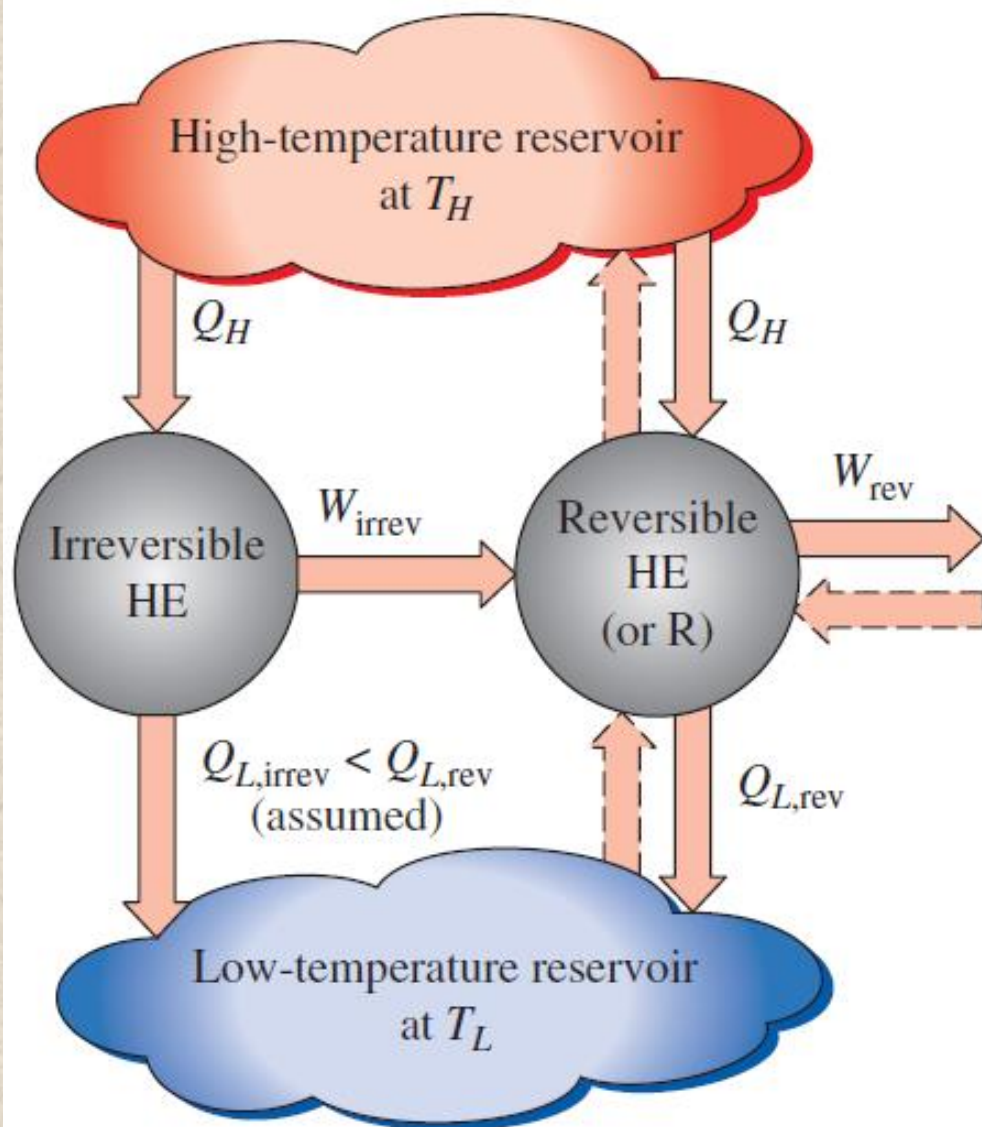 High-temperature reservoir
at T_H
Q_H
Q_H
Irreversible
HE
W_irrev
Reversible
HE
(or R)
W_rev
Q_L,irrev < Q_L,rev
(assumed)
Q_L,rev
Low-temperature reservoir
at T_L